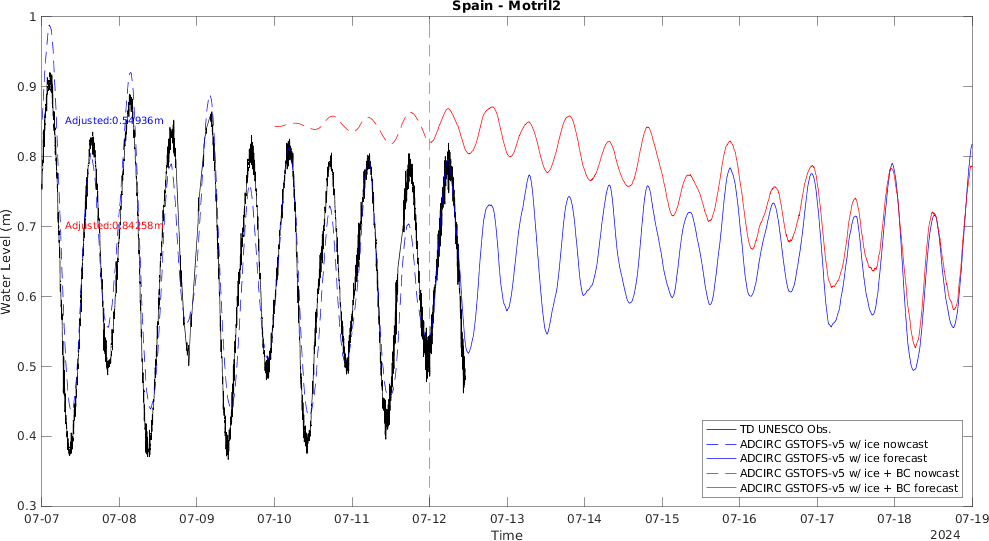 Spain - Motril2
1
0.9
0.8
0.7
0.6
0.5
0.4
0.3
Water Level (m)
Adjusted:0.54936m
Adjusted:0.84258m
TD UNESCO Obs.
ADCIRC GSTOFS-v5 w/ ice nowcast
ADCIRC GSTOFS-v5 w/ ice forecast
ADCIRC GSTOFS-v5 w/ ice + BC nowcast
ADCIRC GSTOFS-v5 w/ ice + BC forecast
07-07 07-08 07-09 07-10 07-11 07-12 07-13 07-14 07-15 07-16 07-17 07-18 07-19
Time
2024